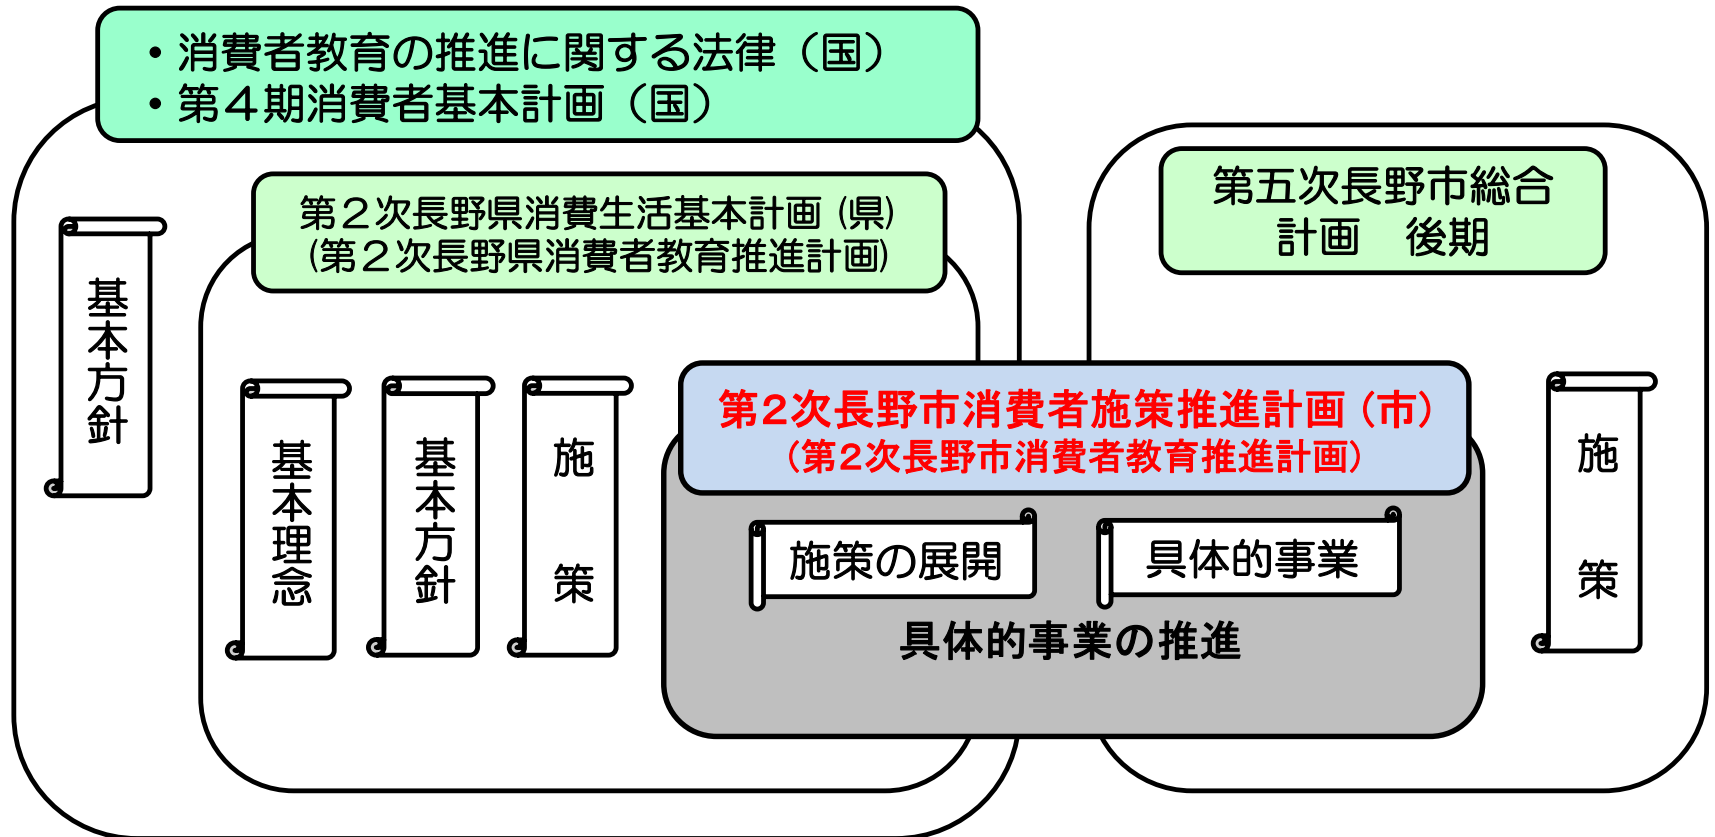 ・消費者教育の推進に関する法律（国）
・第４期消費者基本計画（国）
第２次長野県消費生活基本計画（県）
（第２次長野県消費者教育推進計画）
第五次長野市総合
計画　後期
基本方針
基本理念
基本方針
施　策
第2次長野市消費者施策推進計画（市）
（第2次長野市消費者教育推進計画）
施策の展開
具体的事業
具体的事業の推進
施　策